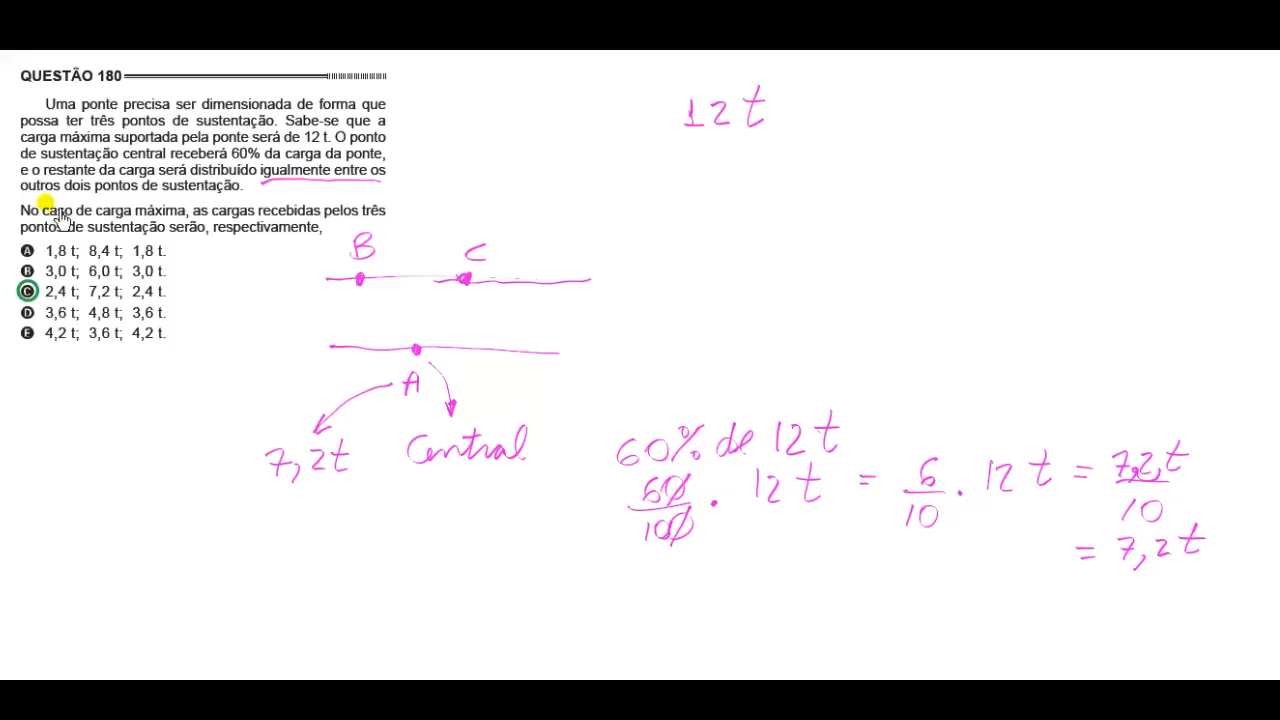 QUESTÃO 180
Uma ponte precisa ser dimensionada de forma que
possa ter três pontos de sustentação. Sabe-se que a
carga máxima suportada pela ponte será de 12 t. O ponto
de sustentação central receberá 60% da carga da ponte,
e o restante da carga será distribuído igualmente entre os
outros dois pontos de sustentação.
No caso de carga máxima, as cargas recebidas pelos três
pontos de sustentação serão, respectivamente,
A 1,8 t; 8,4 t; 1,8 t.
B 3,0 t; 6,0 t; 3,0 t.
C 2,4 t; 7,2 t; 2,4 t.
D 3,6 t; 4,8 t; 3,6 t.
E 4,2 t; 3,6 t; 4,2 t.
12 t
B C
A
7,2t Central
60% de 12 t
60/100 · 12 t = 6/10 · 12 t = 72,t/10
= 7,2 t